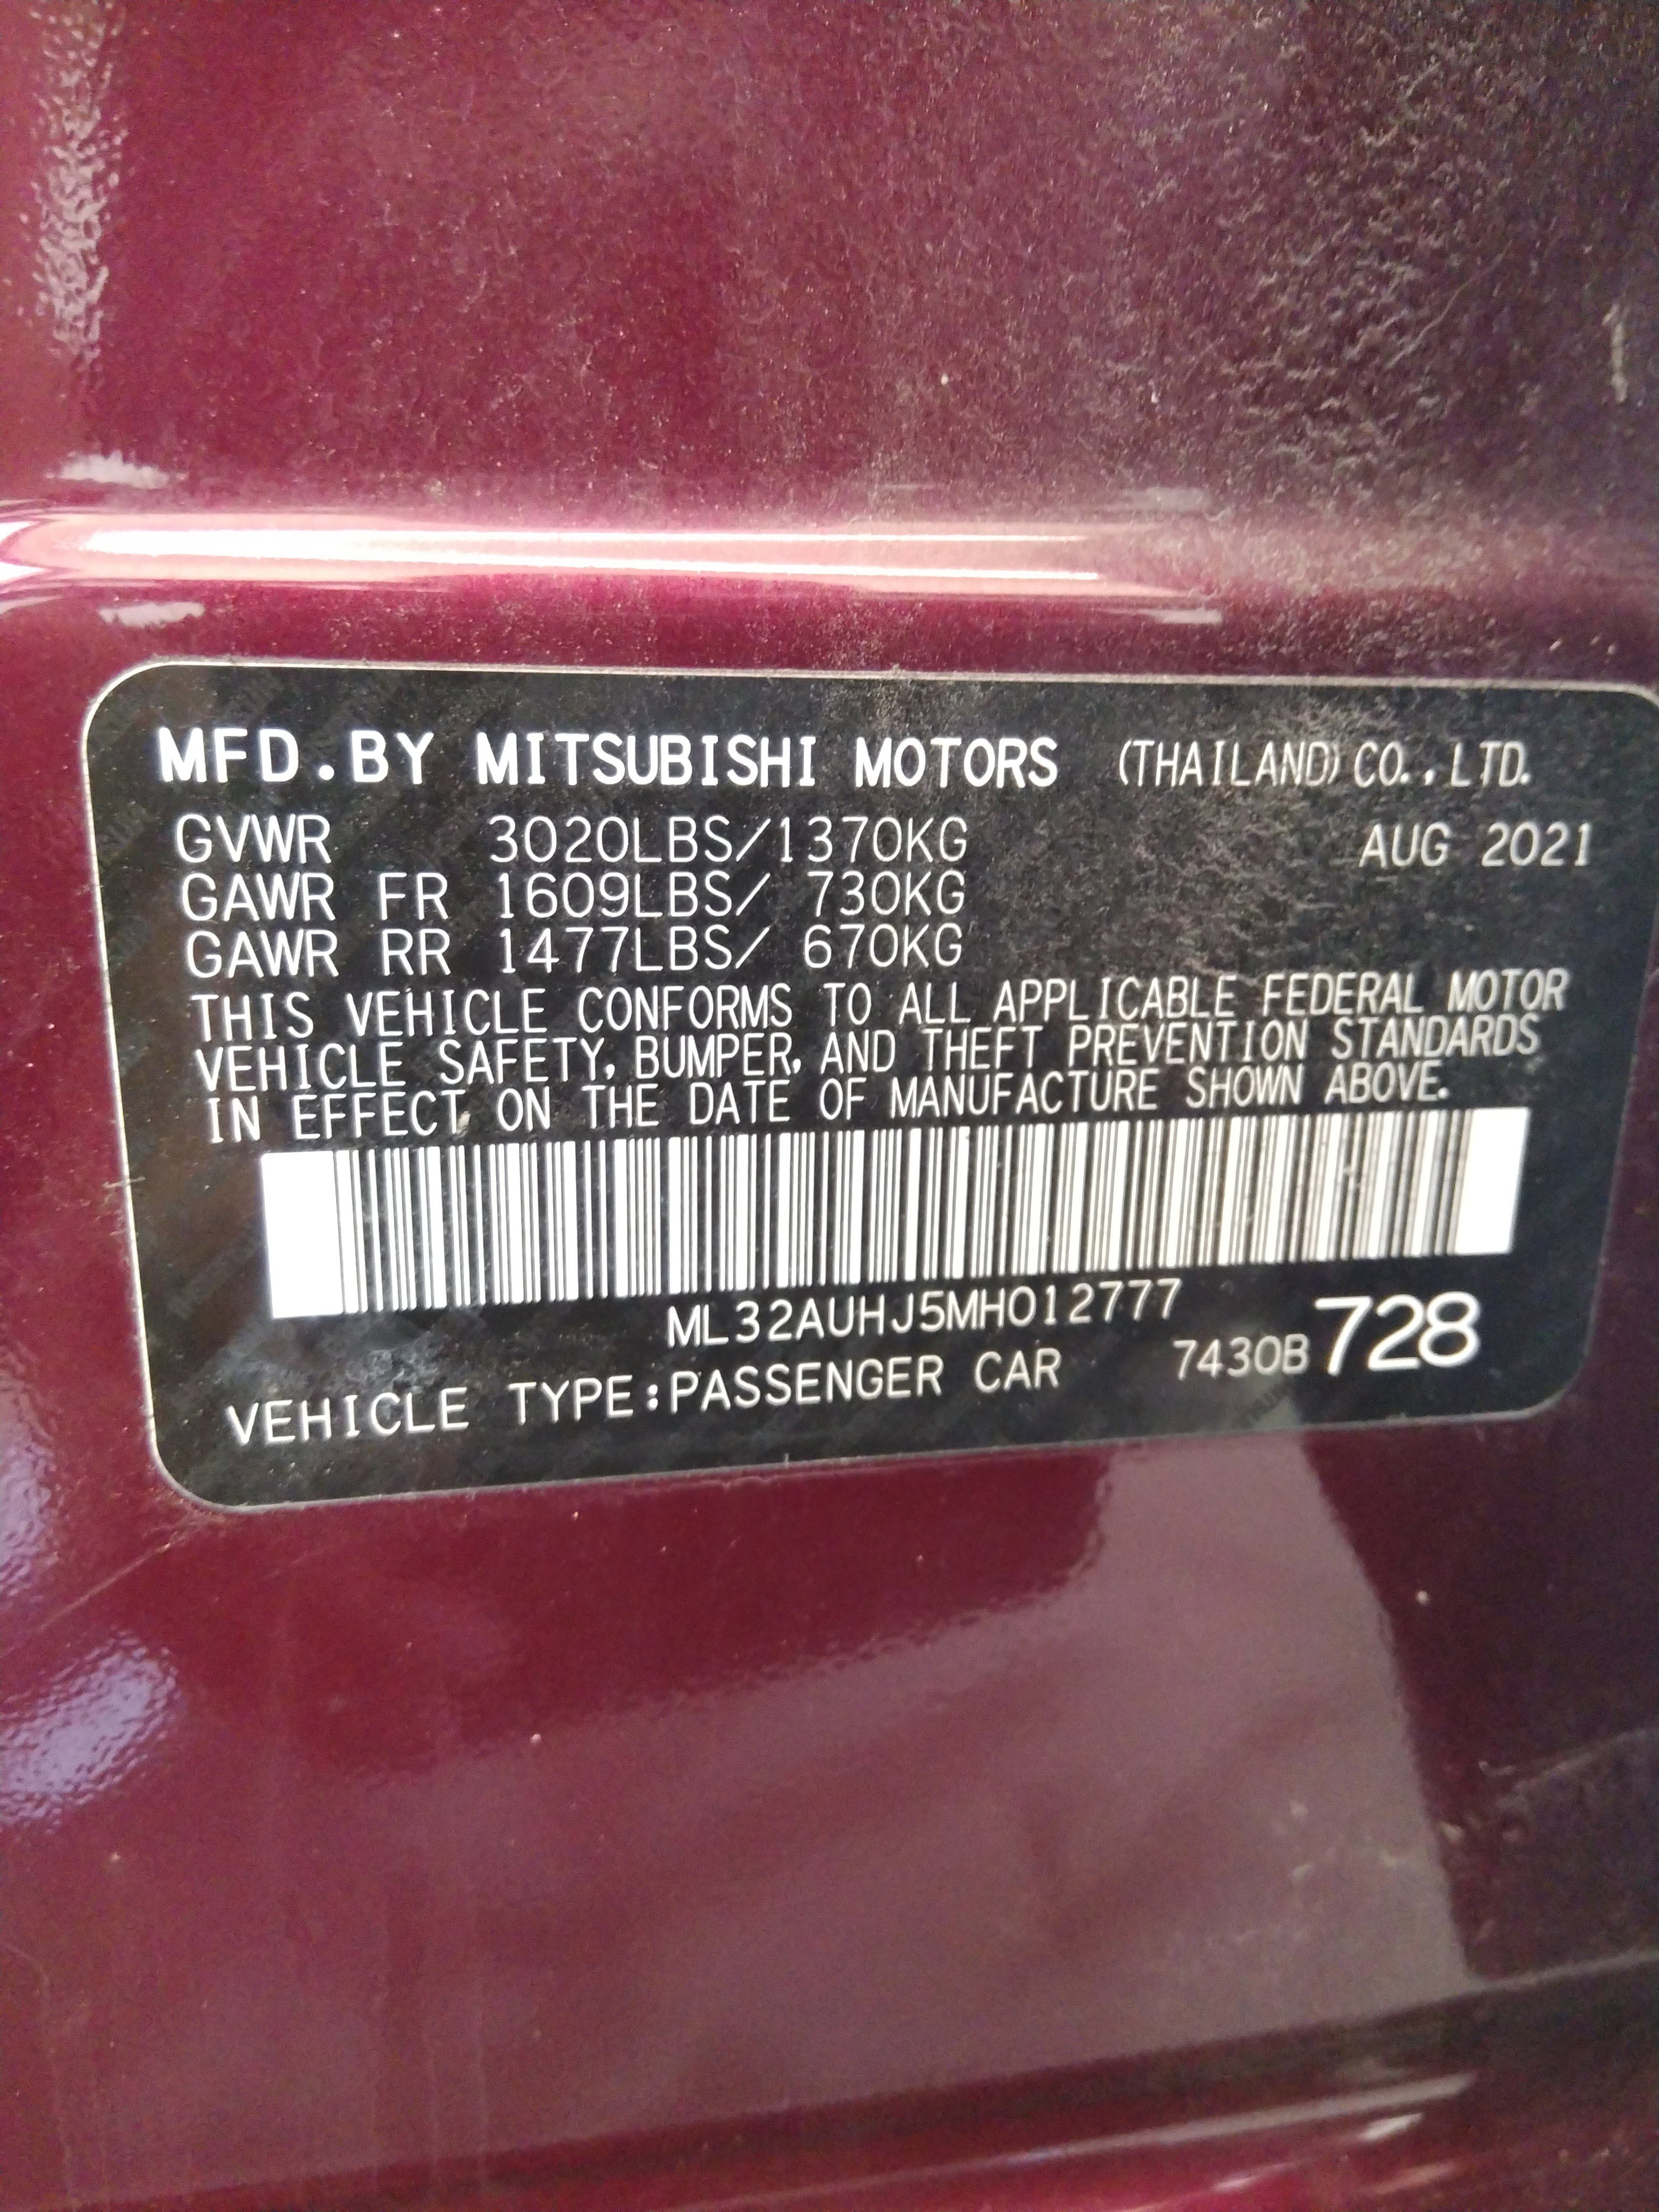 MFD.BY MITSUBISHI MOTORS (THAILAND) CO.,LTD.
GVWR 3020LBS/1370KG AUG 2021
GAWR FR 1609LBS/ 730KG
GAWR RR 1477LBS/ 670KG
THIS VEHICLE CONFORMS TO ALL APPLICABLE FEDERAL MOTOR
VEHICLE SAFETY, BUMPER, AND THEFT PREVENTION STANDARDS
IN EFFECT ON THE DATE OF MANUFACTURE SHOWN ABOVE.
ML32AUHJ5MH012777
VEHICLE TYPE:PASSENGER CAR 7430B 728